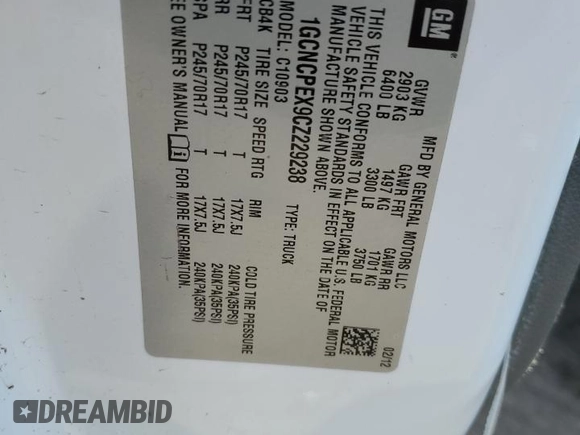 GM
MFD BY GENERAL MOTORS LLC
02/12
GVWR GAWR FRT GAWR RR
2903 KG 1497 KG 1701 KG
6400 LB 3300 LB 3750 LB
THIS VEHICLE CONFORMS TO ALL APPLICABLE U.S. FEDERAL MOTOR
VEHICLE SAFETY STANDARDS IN EFFECT ON THE DATE OF
MANUFACTURE SHOWN ABOVE.
1GCNCPEX9CZ229238 TYPE: TRUCK
MODEL: C10903
CB4K TIRE SIZE SPEED RTG RIM COLD TIRE PRESSURE
FRT P245/70R17 T 17X7.5J 240KPA(35PSI)
RR P245/70R17 T 17X7.5J 240KPA(35PSI)
SPA P245/70R17 T 17X7.5J 240KPA(35PSI)
OWNER'S MANUAL FOR MORE INFORMATION.
DREAMBID